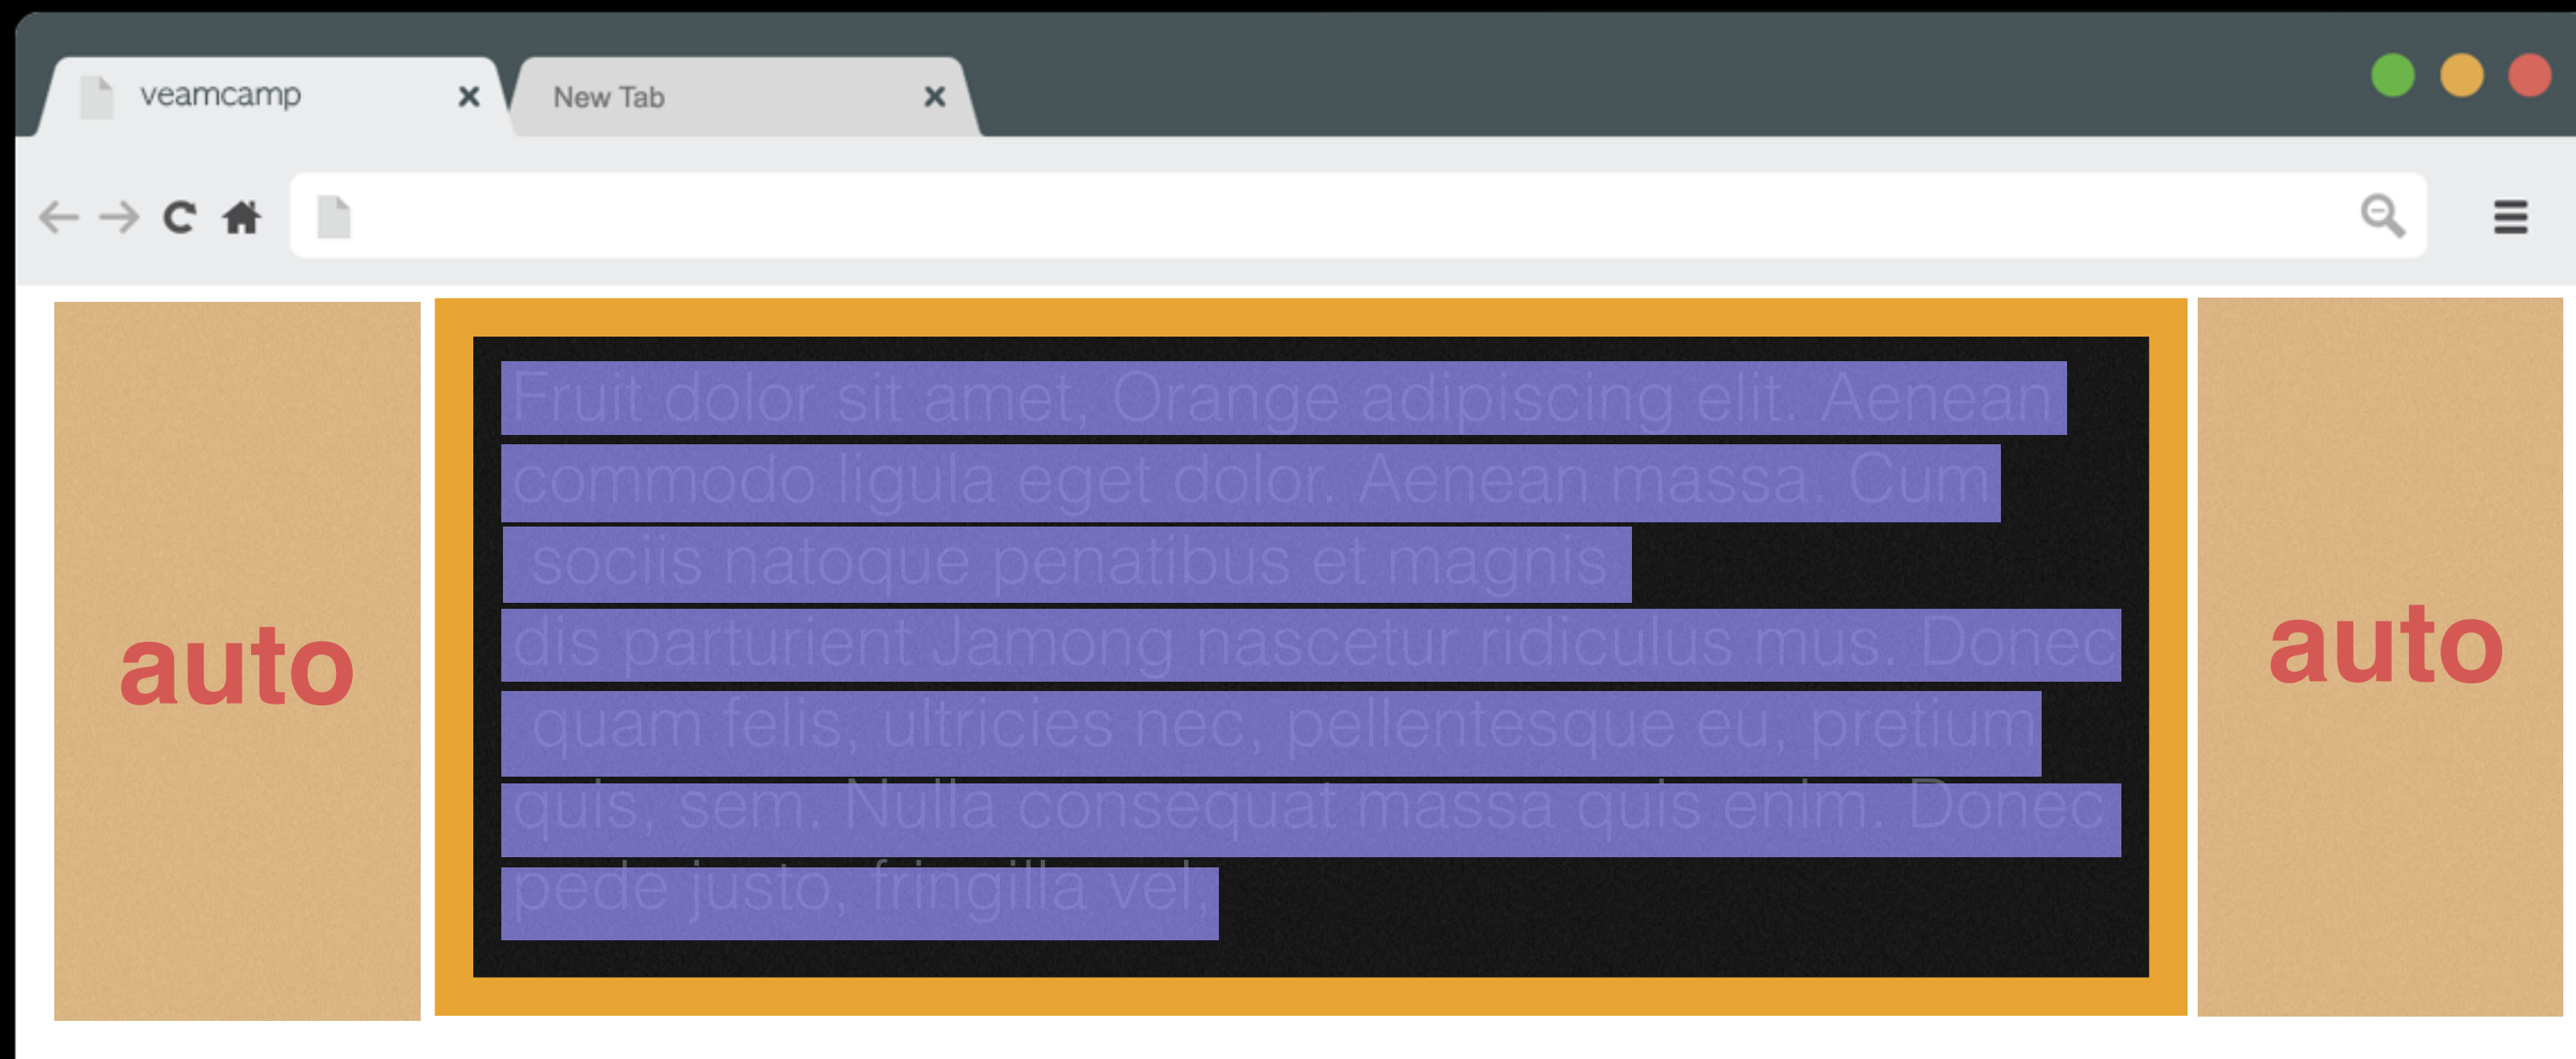 veamcamp
New Tab
Fruit dolor sit amet, Orange adipiscing elit. Aenean
commodo ligula eget dolor. Aenean massa. Cum
sociis natoque penatibus et magnis
dis parturient Jamong nascetur ridiculus mus. Donec
quam felis, ultricies nec, pellentesque eu, pretium
quis, sem. Nulla consequat massa quis enim. Donec
pede justo, fringilla vel,
auto
auto